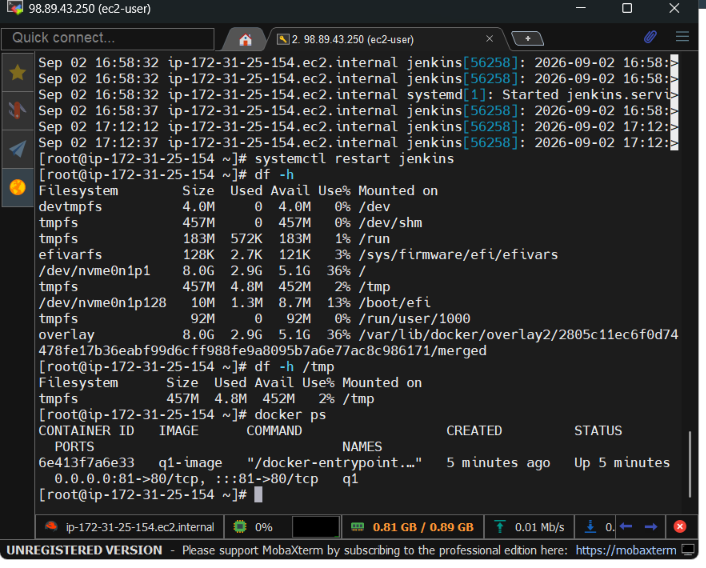 98.89.43.250 (ec2-user)
Quick connect...
2. 98.89.43.250 (ec2-user)
Sep 02 16:58:32 ip-172-31-25-154.ec2.internal jenkins[56258]: 2026-09-02 16:58:>
Sep 02 16:58:32 ip-172-31-25-154.ec2.internal jenkins[56258]: 2026-09-02 16:58:>
Sep 02 16:58:32 ip-172-31-25-154.ec2.internal systemd[1]: Started jenkins.servi>
Sep 02 16:58:37 ip-172-31-25-154.ec2.internal jenkins[56258]: 2026-09-02 16:58:>
Sep 02 17:12:12 ip-172-31-25-154.ec2.internal jenkins[56258]: 2026-09-02 17:12:>
Sep 02 17:12:37 ip-172-31-25-154.ec2.internal jenkins[56258]: 2026-09-02 17:12:>
[root@ip-172-31-25-154 ~]# systemctl restart jenkins
[root@ip-172-31-25-154 ~]# df -h
Filesystem        Size  Used Avail Use% Mounted on
devtmpfs          4.0M     0  4.0M   0% /dev
tmpfs             457M     0  457M   0% /dev/shm
tmpfs             183M  572K  183M   1% /run
efivarfs          128K  2.7K  121K   3% /sys/firmware/efi/efivars
/dev/nvme0n1p1    8.0G  2.9G  5.1G  36% /
tmpfs             457M  4.8M  452M   2% /tmp
/dev/nvme0n1p128   10M  1.3M  8.7M  13% /boot/efi
tmpfs              92M     0   92M   0% /run/user/1000
overlay           8.0G  2.9G  5.1G  36% /var/lib/docker/overlay2/2805c11ec6f0d74
478fe17b36eabf99d6cff988fe9a8095b7a6e77ac8c986171/merged
[root@ip-172-31-25-154 ~]# df -h /tmp
Filesystem      Size  Used Avail Use% Mounted on
tmpfs           457M  4.8M  452M   2% /tmp
[root@ip-172-31-25-154 ~]# docker ps
CONTAINER ID   IMAGE      COMMAND                  CREATED         STATUS
PORTS                               NAMES
6e413f7a6e33   q1-image   "/docker-entrypoint.…"   5 minutes ago   Up 5 minutes
0.0.0.0:81->80/tcp, :::81->80/tcp   q1
[root@ip-172-31-25-154 ~]#
ip-172-31-25-154.ec2.internal 0% 0.81 GB / 0.89 GB 0.01 Mb/s 0.
UNREGISTERED VERSION - Please support MobaXterm by subscribing to the professional edition here: https://mobaxterm